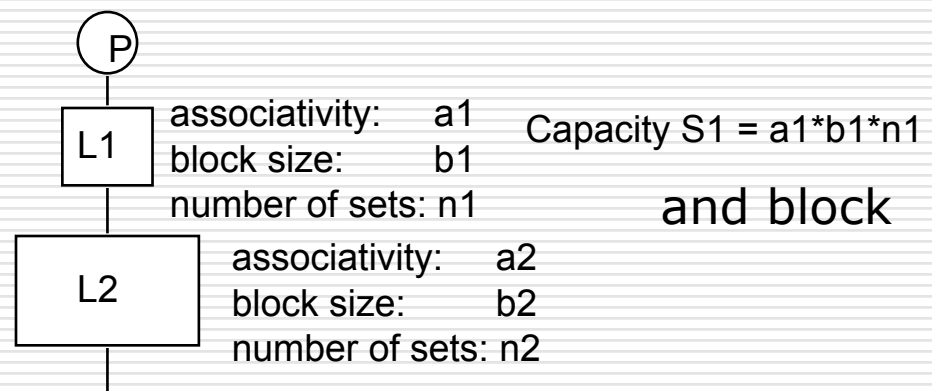 P
L1
associativity: a1
block size: b1
number of sets: n1
Capacity S1 = a1*b1*n1
and block
L2
associativity: a2
block size: b2
number of sets: n2